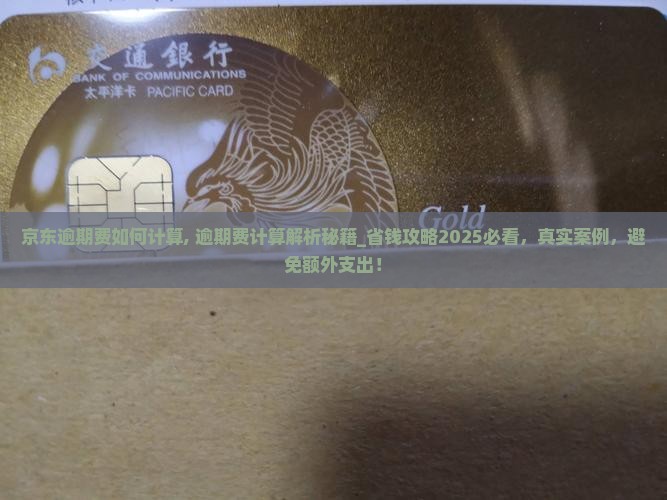 交通銀行
BANK OF COMMUNICATIONS
太平洋卡 PACIFIC CARD
Gold
京东逾期费如何计算, 逾期费计算解析秘籍_省钱攻略2025必看，真实案例，避
免额外支出！